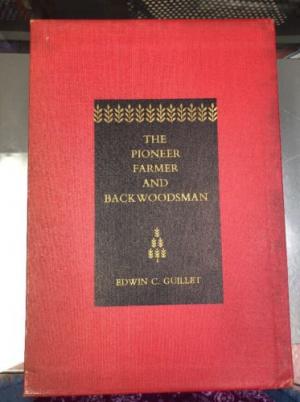 THE
PIONEER
FARMER
AND
BACKWOODSMAN
EDWIN C. GUILLET